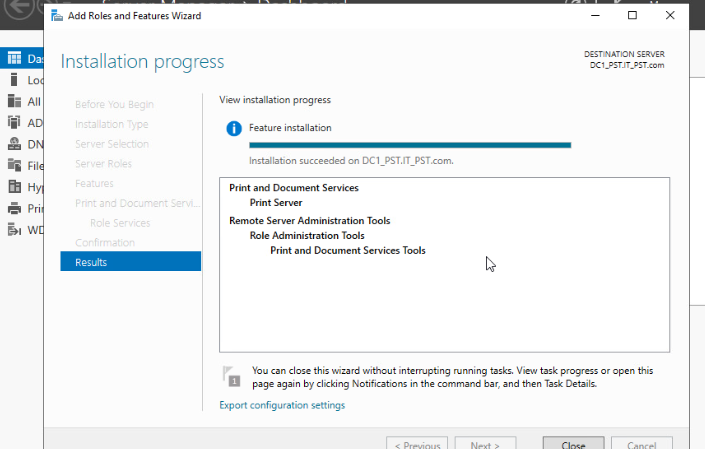 Add Roles and Features Wizard
Installation progress
DESTINATION SERVER
DC1_PST.IT_PST.com
Before You Begin
Installation Type
Server Selection
Server Roles
Features
Print and Document Servi...
Role Services
Confirmation
Results
View installation progress
Feature installation
Installation succeeded on DC1_PST.IT_PST.com.
Print and Document Services
Print Server
Remote Server Administration Tools
Role Administration Tools
Print and Document Services Tools
1
You can close this wizard without interrupting running tasks. View task progress or open this
page again by clicking Notifications in the command bar, and then Task Details.
Export configuration settings
< Previous
Next >
Close
Cancel
Das
Loc
All
AD
DN
File
Hyp
Prin
WD